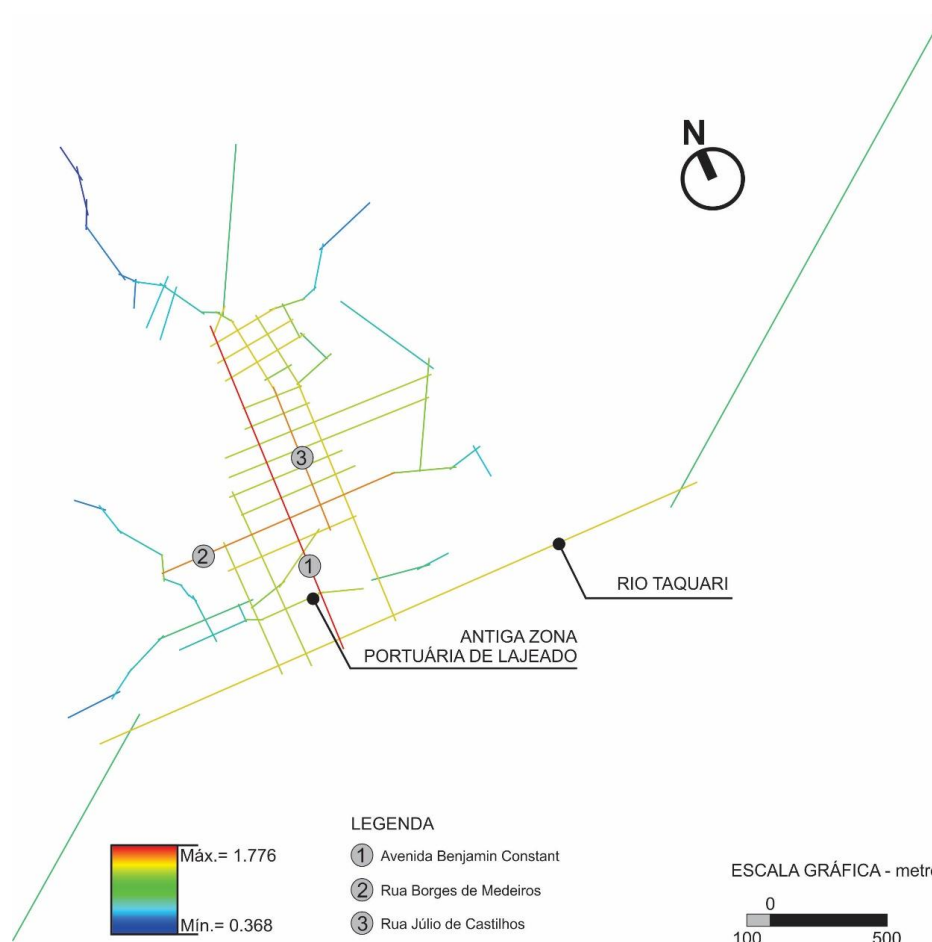 N
RIO TAQUARI
ANTIGA ZONA
PORTUÁRIA DE LAJEADO
LEGENDA
1 Avenida Benjamin Constant
2 Rua Borges de Medeiros
3 Rua Júlio de Castilhos
Máx.= 1.776
Mín.= 0.368
ESCALA GRÁFICA - metro
0
100 500
3
2
1